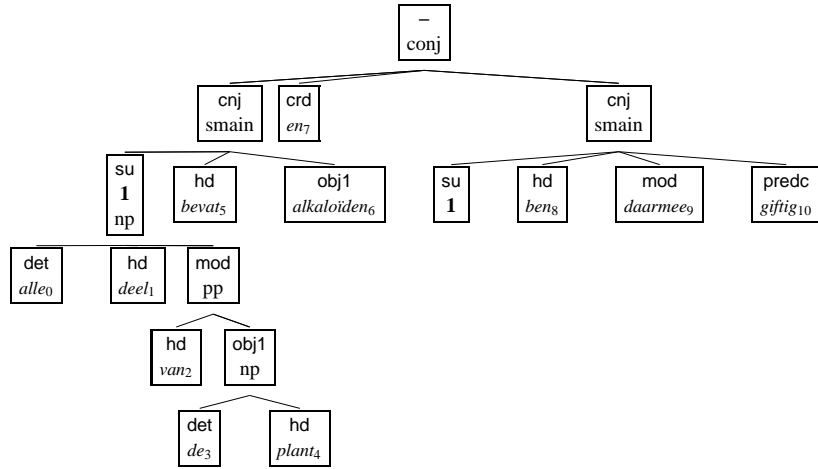 –
conj
cnj crd cnj
smain en7 smain
su hd obj1 su hd mod predc
1 bevat5 alkaloïden6 1 ben8 daarmee9 giftig10
np
det hd mod
alle0 deel1 pp
hd obj1
van2 np
det hd
de3 plant4